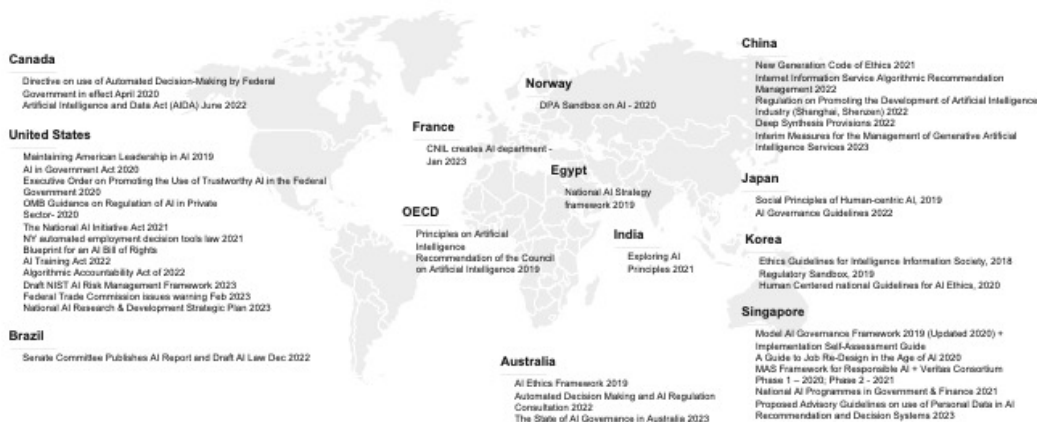 Canada
Directive on use of Automated Decision-Making by Federal
Government in effect April 2020
Artificial Intelligence and Data Act (AIDA) June 2022
United States
Maintaining American Leadership in AI 2019
AI in Government Act 2020
Executive Order on Promoting the Use of Trustworthy AI in the Federal
Government 2020
OMB Guidance on Regulation of AI in Private
Sector- 2020
The National AI Initiative Act 2021
NY automated employment decision tools law 2021
Blueprint for an AI Bill of Rights
AI Training Act 2022
Algorithmic Accountability Act of 2022
Draft NIST AI Risk Management Framework 2023
Federal Trade Commission issues warning Feb 2023
National AI Research & Development Strategic Plan 2023
Brazil
Senate Committee Publishes AI Report and Draft AI Law Dec 2022
France
CNIL creates AI department -
Jan 2023
OECD
Principles on Artificial
Intelligence
Recommendation of the Council
on Artificial Intelligence 2019
Norway
DPA Sandbox on AI - 2020
Egypt
National AI Strategy
framework 2019
India
Exploring AI
Principles 2021
Australia
AI Ethics Framework 2019
Automated Decision Making and AI Regulation
Consultation 2022
The State of AI Governance in Australia 2023
China
New Generation Code of Ethics 2021
Internet Information Service Algorithmic Recommendation
Management 2022
Regulation on Promoting the Development of Artificial Intelligence
Industry (Shanghai, Shenzen) 2022
Deep Synthesis Provisions 2022
Interim Measures for the Management of Generative Artificial
Intelligence Services 2023
Japan
Social Principles of Human-centric AI, 2019
AI Governance Guidelines 2022
Korea
Ethics Guidelines for Intelligence Information Society, 2018
Regulatory Sandbox, 2019
Human Centered national Guidelines for AI Ethics, 2020
Singapore
Model AI Governance Framework 2019 (Updated 2020) +
Implementation Self-Assessment Guide
A Guide to Job Re-Design in the Age of AI 2020
MAS Framework for Responsible AI + Veritas Consortium
Phase 1 – 2020; Phase 2 - 2021
National AI Programmes in Government & Finance 2021
Proposed Advisory Guidelines on use of Personal Data in AI
Recommendation and Decision Systems 2023